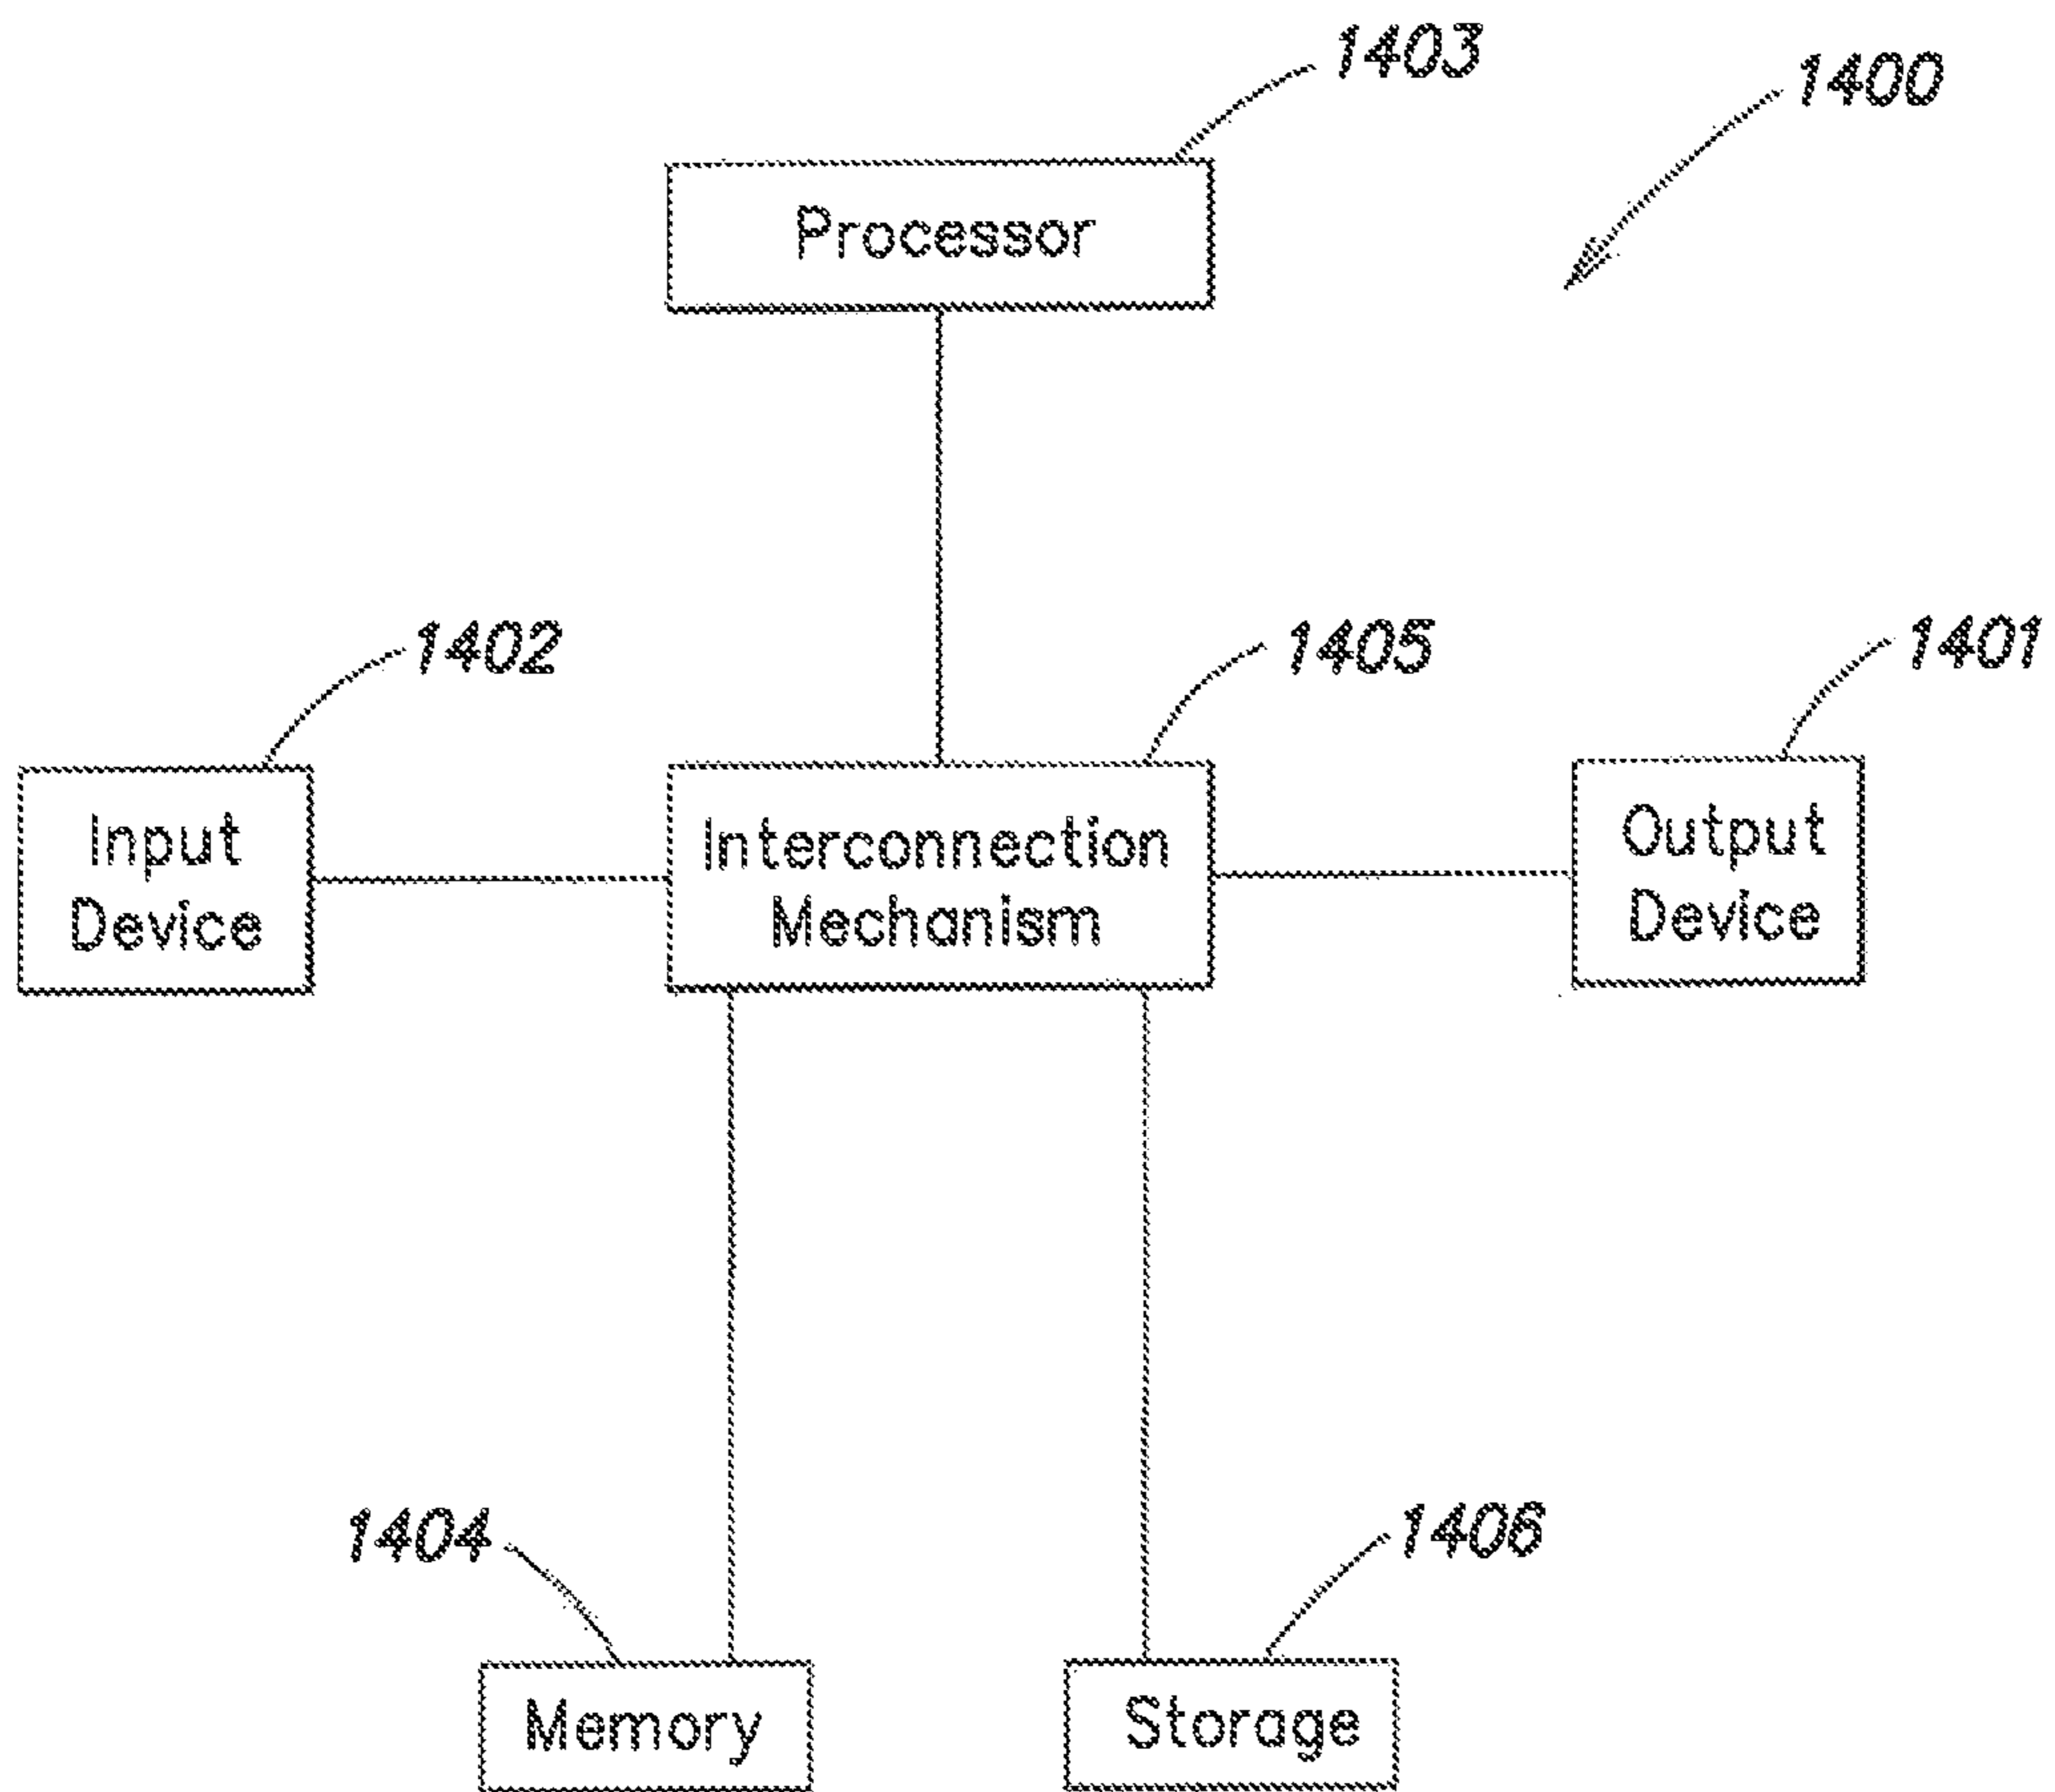 1403
1400
Processor
1402
1405
1401
Input
Device
Interconnection
Mechanism
Output
Device
1404
1406
Memory
Storage